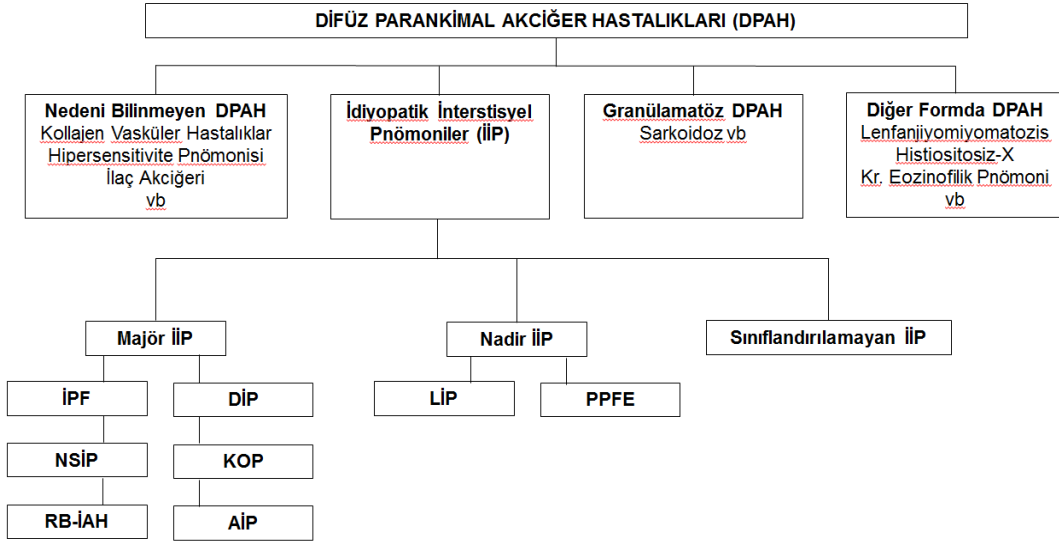 DİFÜZ PARANKİMAL AKCİĞER HASTALIKLARI (DPAH)
Nedeni Bilinmeyen DPAH
Kollajen Vasküler Hastalıklar
Hipersensitivite Pnömonisi
İlaç Akciğeri
vb
İdiyopatik İnterstisyel
Pnömoniler (İİP)
Granülamatöz DPAH
Sarkoidoz vb
Diğer Formda DPAH
Lenfanjiyomiyomatozis
Histiositosiz-X
Kr. Eozinofilik Pnömoni
vb
Majör İİP
Nadir İİP
Sınıflandırılamayan İİP
İPF
DİP
LİP
PPFE
NSİP
KOP
RB-İAH
AİP